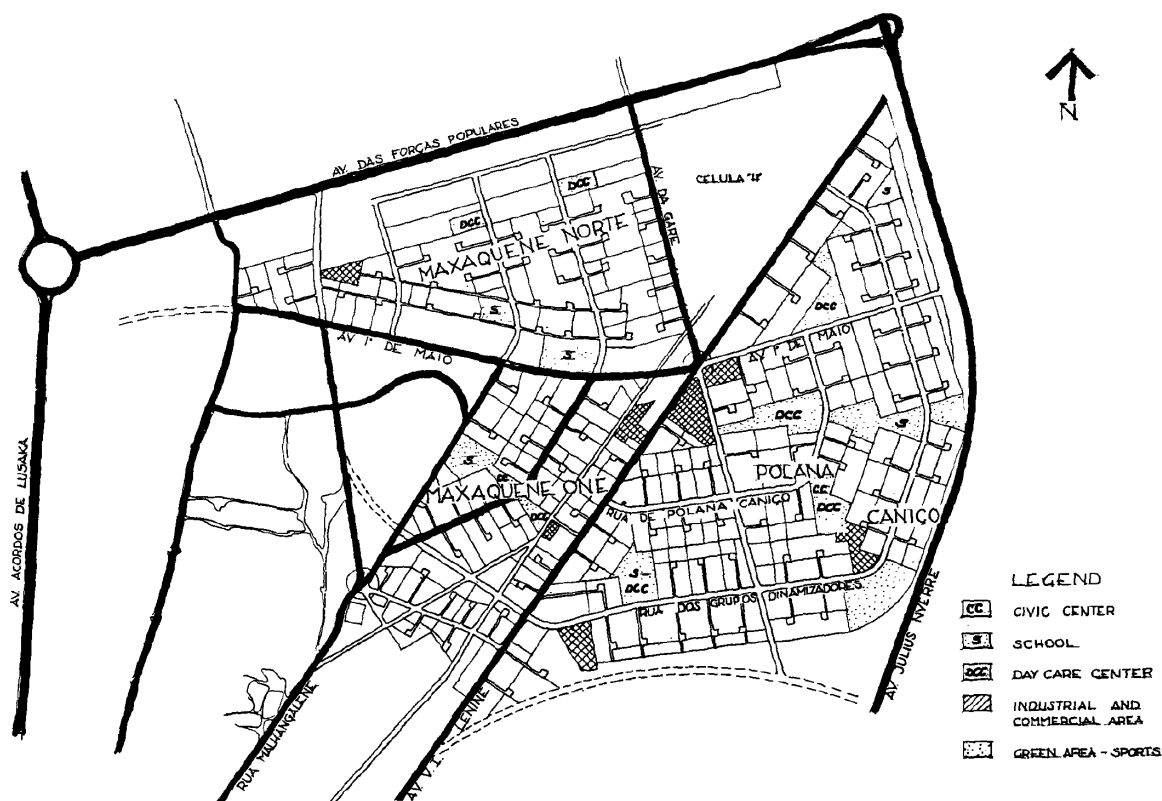 N
AV. DAS FORÇAS POPULARES
CELULA "4"
AV. DA GARE
S
DCC
DCC
MAXAQUENE NORTE
DCC
S
AV 1º DE MAIO
AV 1º DE MAIO
S
DCC
S
S
CC
MAXAQUENE ONE
POLANA
CC
DCC
RUA DE POLANA CANIÇO
DCC
CANIÇO
S-
DCC
RUA DOS GRUPOS DINAMIZADORES
AV. ACORDOS DE LUSAKA
RUA MALHANGALENE
AV. V. I. LENINE
AV. JULIUS NYERRE
LEGEND
CC CIVIC CENTER
S SCHOOL
DCC DAY CARE CENTER
INDUSTRIAL AND
COMMERCIAL AREA
GREEN AREA - SPORTS